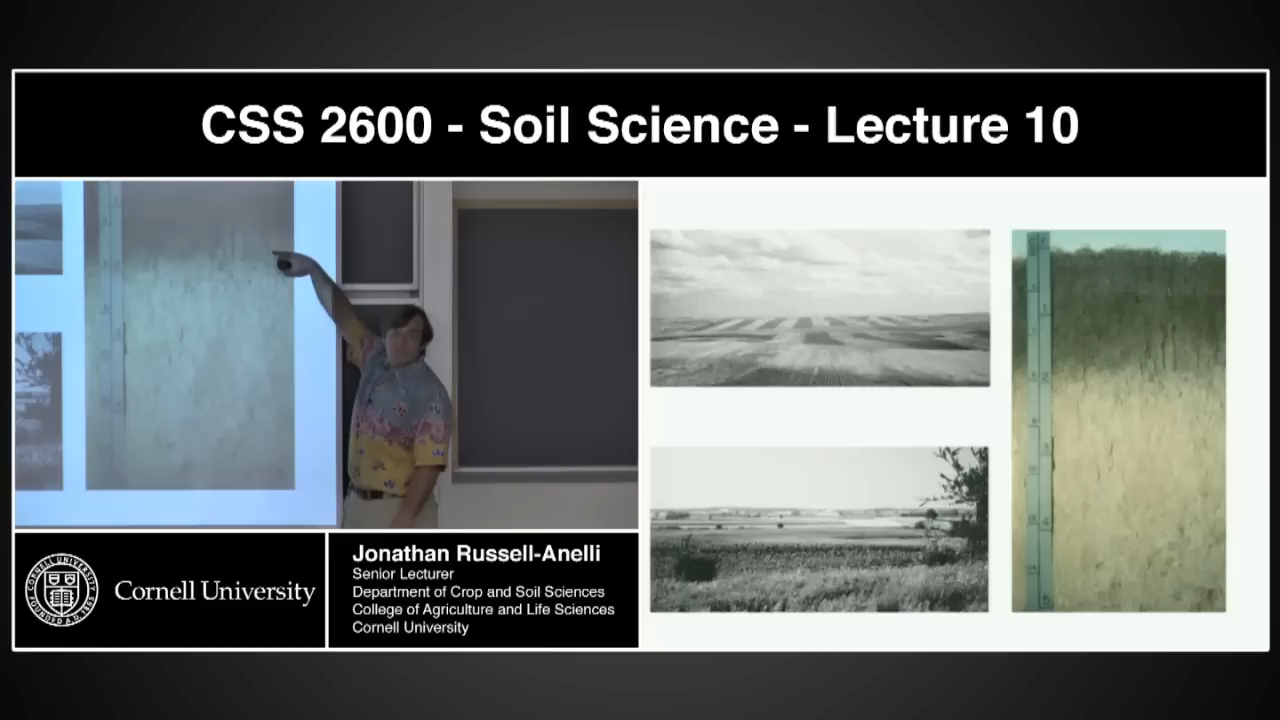 CSS 2600 - Soil Science - Lecture 10
Cornell University
Jonathan Russell-Anelli
Senior Lecturer
Department of Crop and Soil Sciences
College of Agriculture and Life Sciences
Cornell University